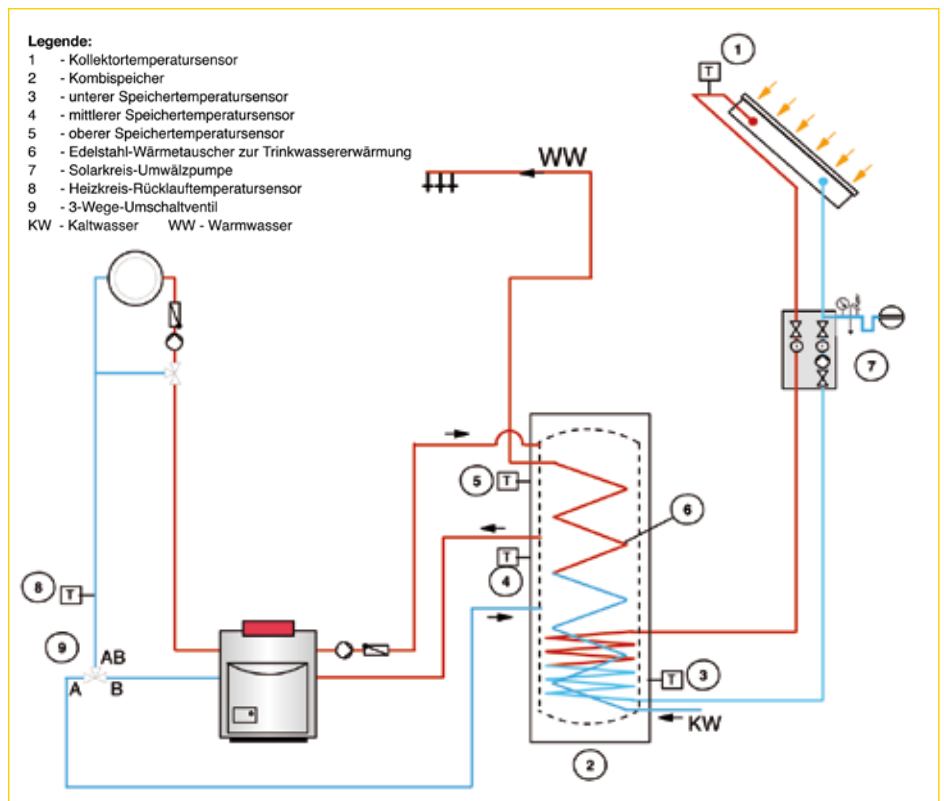 Legende:
1 - Kollektortemperatursensor
2 - Kombispeicher
3 - unterer Speichertemperatursensor
4 - mittlerer Speichertemperatursensor
5 - oberer Speichertemperatursensor
6 - Edelstahl-Wärmetauscher zur Trinkwassererwärmung
7 - Solarkreis-Umwälzpumpe
8 - Heizkreis-Rücklauftemperatursensor
9 - 3-Wege-Umschaltventil
KW - Kaltwasser WW - Warmwasser
1
T
WW
7
5 T
6
T
4
8 T
9
AB
A B
T 3
KW
2